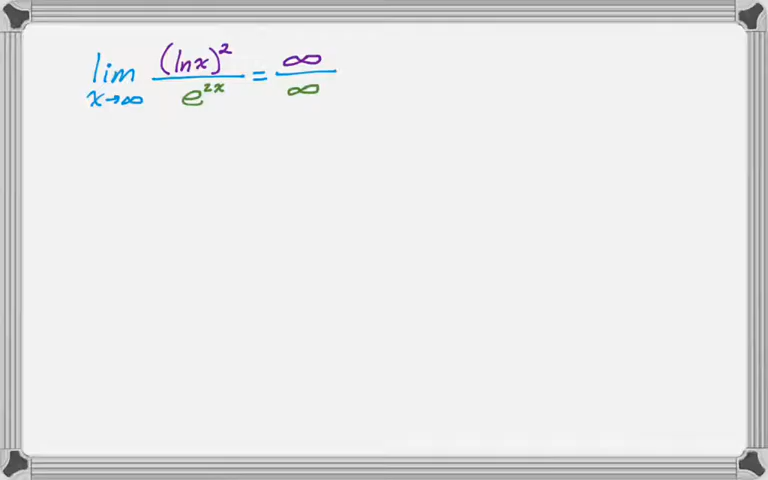 lim (ln x)^2 / e^{2x} = ∞ / ∞
x→∞